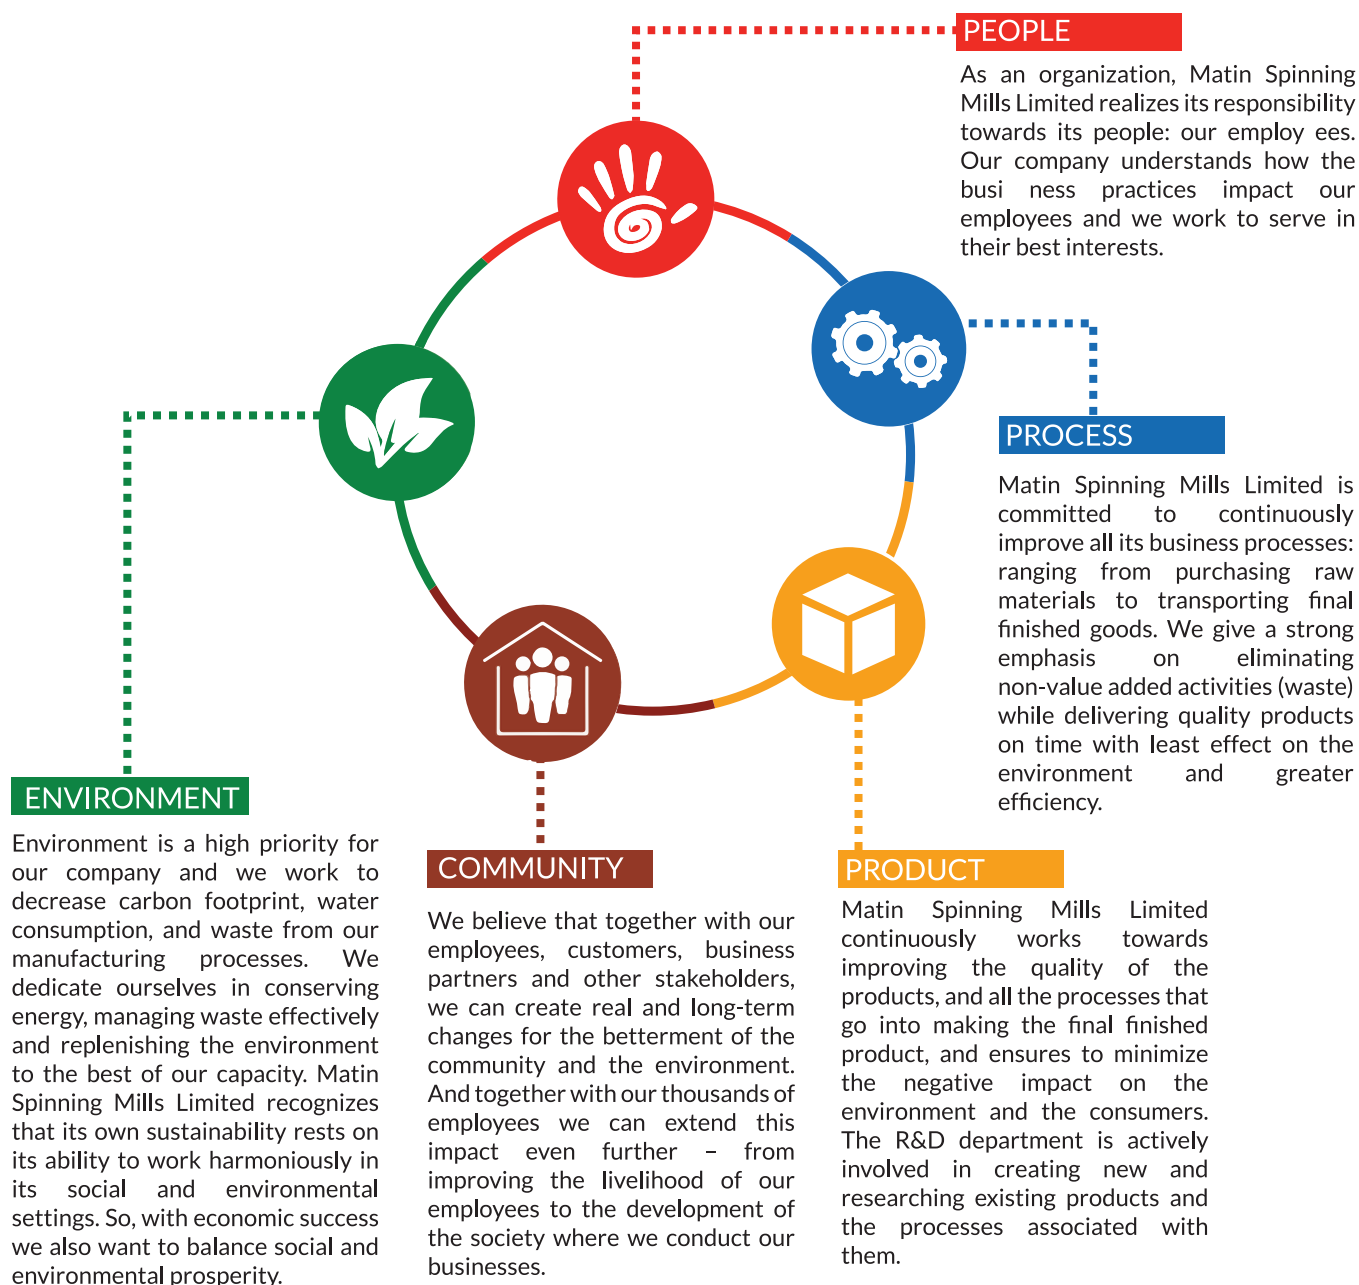 PEOPLE
As an organization, Matin Spinning
Mills Limited realizes its responsibility
towards its people: our employ ees.
Our company understands how the
busi ness practices impact our
employees and we work to serve in
their best interests.
PROCESS
Matin Spinning Mills Limited is
committed to continuously
improve all its business processes:
ranging from purchasing raw
materials to transporting final
finished goods. We give a strong
emphasis on eliminating
non-value added activities (waste)
while delivering quality products
on time with least effect on the
environment and greater
efficiency.
ENVIRONMENT
Environment is a high priority for
our company and we work to
decrease carbon footprint, water
consumption, and waste from our
manufacturing processes. We
dedicate ourselves in conserving
energy, managing waste effectively
and replenishing the environment
to the best of our capacity. Matin
Spinning Mills Limited recognizes
that its own sustainability rests on
its ability to work harmoniously in
its social and environmental
settings. So, with economic success
we also want to balance social and
environmental prosperity.
COMMUNITY
We believe that together with our
employees, customers, business
partners and other stakeholders,
we can create real and long-term
changes for the betterment of the
community and the environment.
And together with our thousands of
employees we can extend this
impact even further – from
improving the livelihood of our
employees to the development of
the society where we conduct our
businesses.
PRODUCT
Matin Spinning Mills Limited
continuously works towards
improving the quality of the
products, and all the processes that
go into making the final finished
product, and ensures to minimize
the negative impact on the
environment and the consumers.
The R&D department is actively
involved in creating new and
researching existing products and
the processes associated with
them.